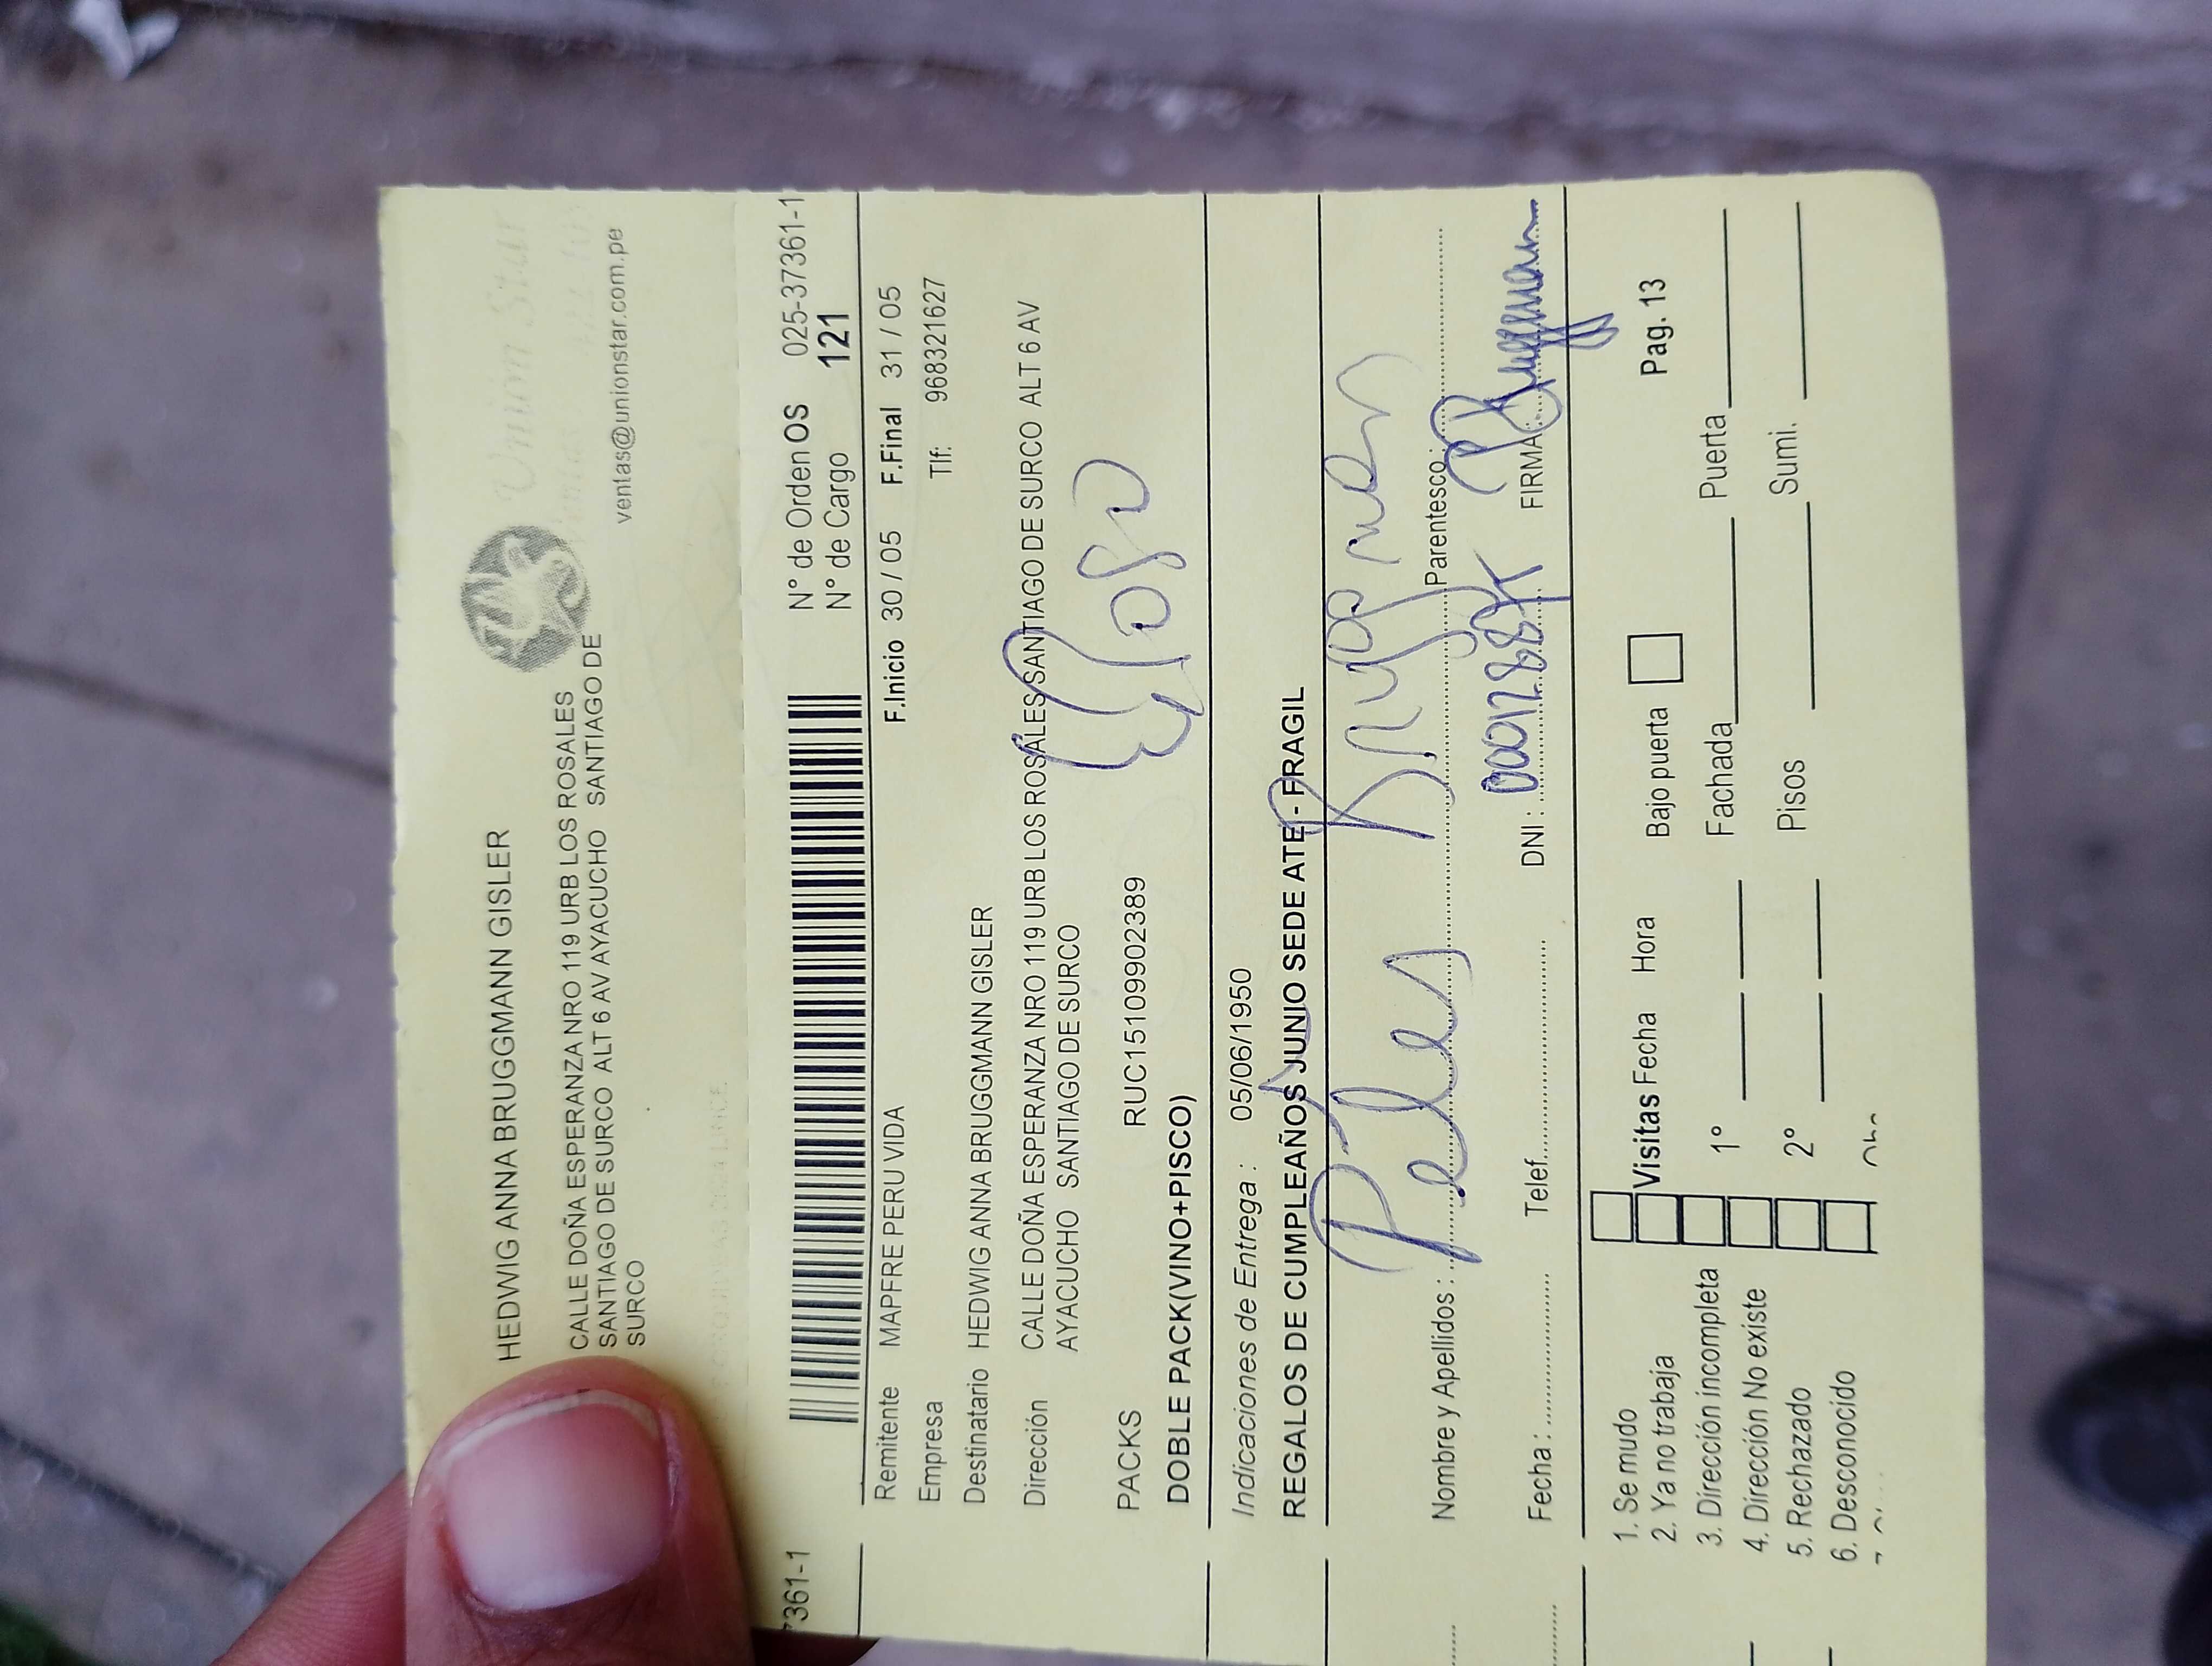 HEDWIG ANNA BRUGGMANN GISLER
CALLE DOÑA ESPERANZA NRO 119 URB LOS ROSALES
SANTIAGO DE SURCO ALT 6 AV AYACUCHO SANTIAGO DE
SURCO
Union Star
ventas@unionstar.com.pe
7361-1
N° de Orden OS 025-37361-1
N° de Cargo 121
Remitente MAPFRE PERU VIDA F.Inicio 30 / 05 F.Final 31 / 05
Empresa Tlf: 968321627
Destinatario HEDWIG ANNA BRUGGMANN GISLER
Dirección CALLE DOÑA ESPERANZA NRO 119 URB LOS ROSALES SANTIAGO DE SURCO ALT 6 AV
AYACUCHO SANTIAGO DE SURCO
PACKS RUC15109902389
DOBLE PACK(VINO+PISCO)
Indicaciones de Entrega : 05/06/1950
REGALOS DE CUMPLEAÑOS JUNIO SEDE ATE - FRAGIL
Nombre y Apellidos : Parentesco:
Fecha : Telef. DNI : FIRMA:
1. Se mudo
2. Ya no trabaja
3. Dirección incompleta
4. Dirección No existe
5. Rechazado
6. Desconocido
Visitas Fecha Hora Bajo puerta Pag. 13
1º Fachada Puerta
2º Pisos Sumi.